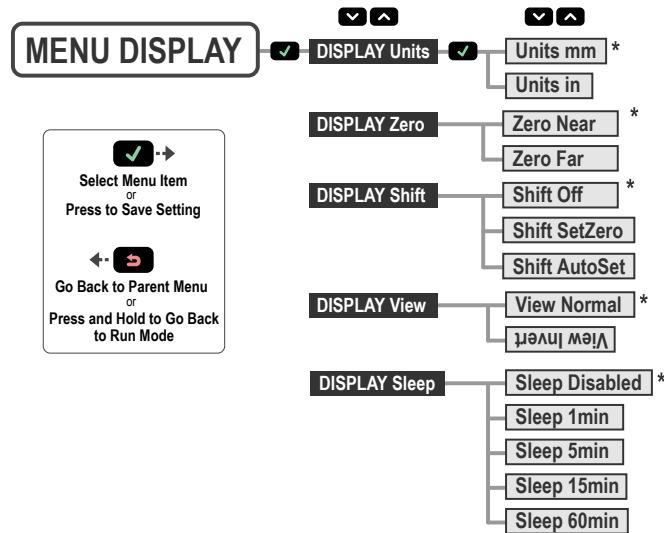 MENU DISPLAY
DISPLAY Units
Units mm *
Units in
DISPLAY Zero
Zero Near *
Zero Far
DISPLAY Shift
Shift Off *
Shift SetZero
Shift AutoSet
DISPLAY View
View Normal *
View Invert
DISPLAY Sleep
Sleep Disabled *
Sleep 1min
Sleep 5min
Sleep 15min
Sleep 60min
Select Menu Item
or
Press to Save Setting
Go Back to Parent Menu
or
Press and Hold to Go Back
to Run Mode